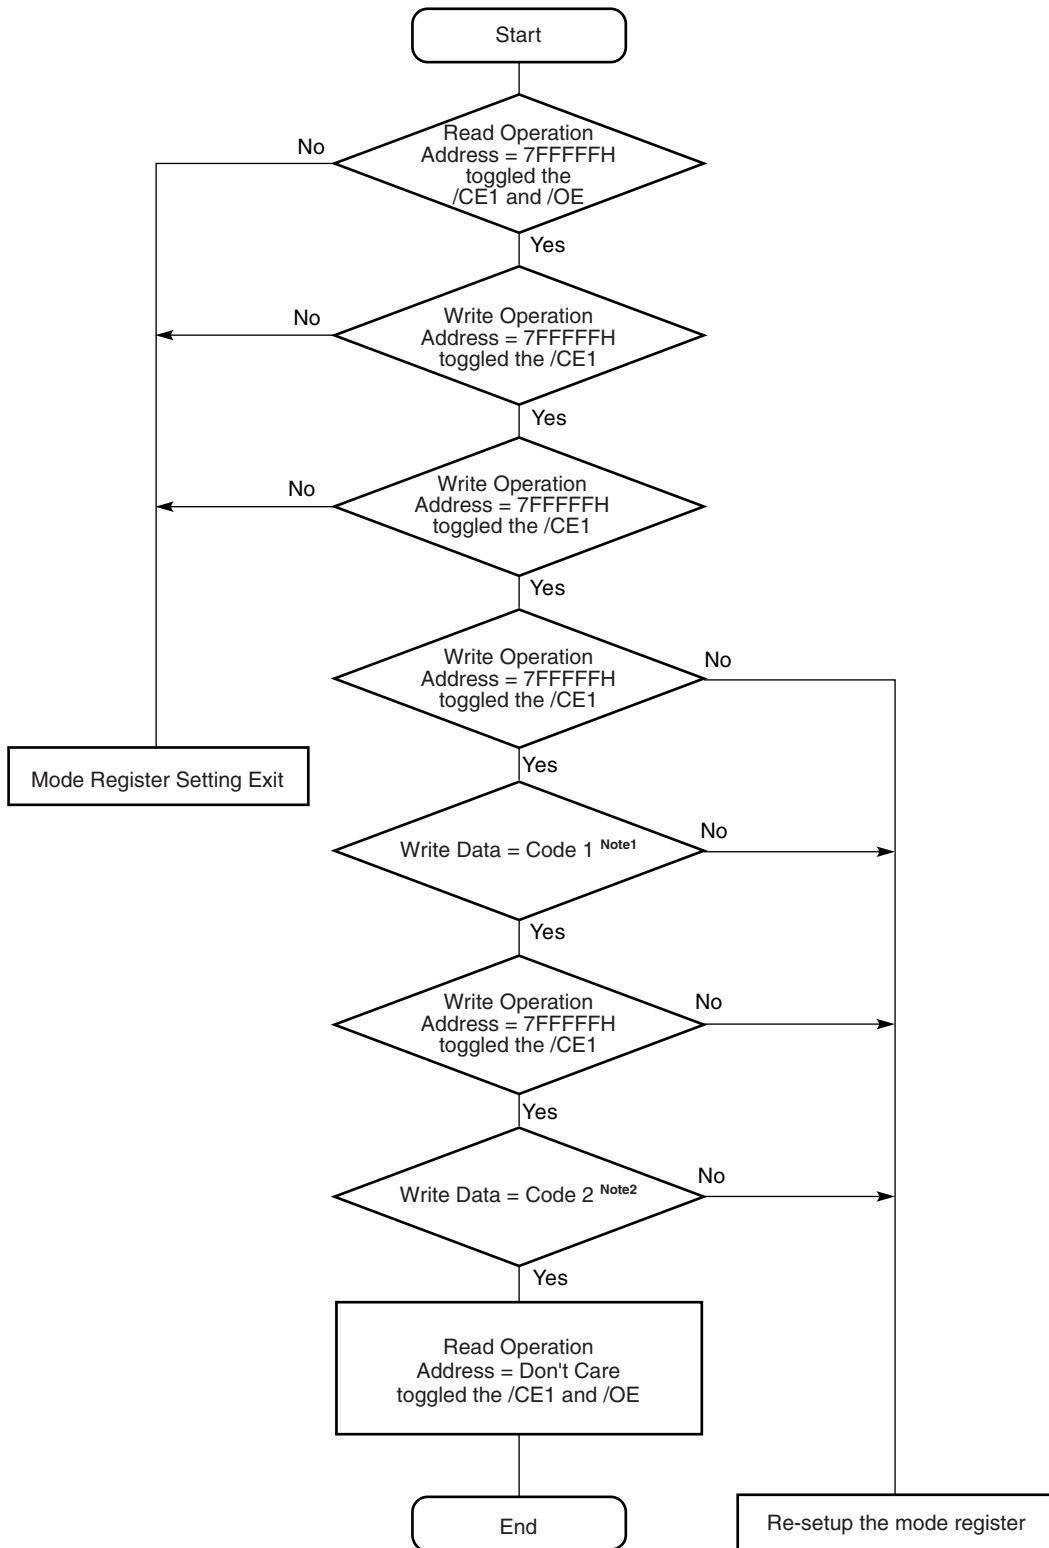 Start
Read Operation
Address = 7FFFFFH
toggled the
/CE1 and /OE
No
Yes
Write Operation
Address = 7FFFFFH
toggled the /CE1
No
Yes
Write Operation
Address = 7FFFFFH
toggled the /CE1
No
Yes
Write Operation
Address = 7FFFFFH
toggled the /CE1
No
Yes
Mode Register Setting Exit
Write Data = Code 1 Note1
No
Yes
Write Operation
Address = 7FFFFFH
toggled the /CE1
No
Yes
Write Data = Code 2 Note2
No
Yes
Read Operation
Address = Don't Care
toggled the /CE1 and /OE
End
Re-setup the mode register